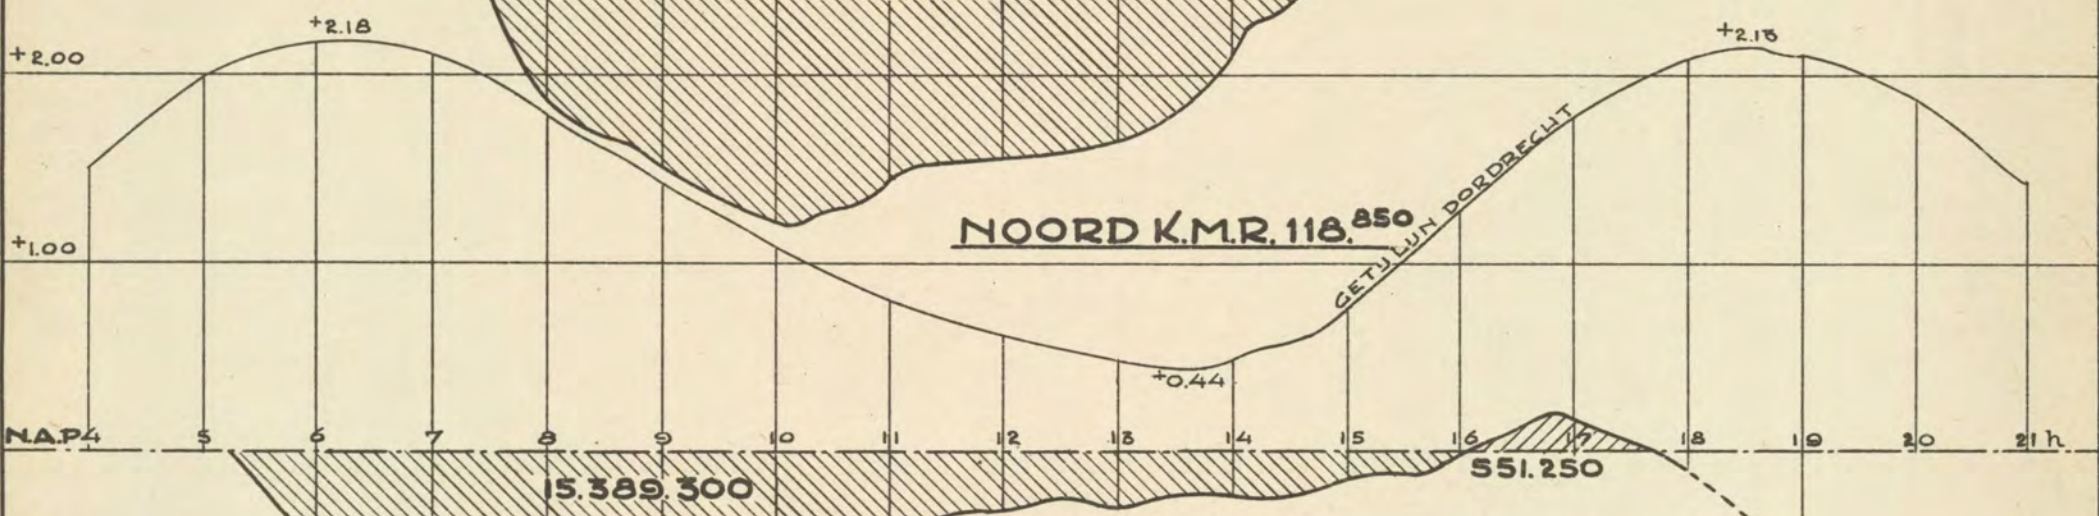 +2.18
+2.13
+2.00
NOORD K.M.R. 118.850
GETIJLIJN DORDRECHT
+1.00
+0.44
N.A.P. 4 5 6 7 8 9 10 11 12 13 14 15 16 17 18 19 20 21 h
15.389.300
551.250